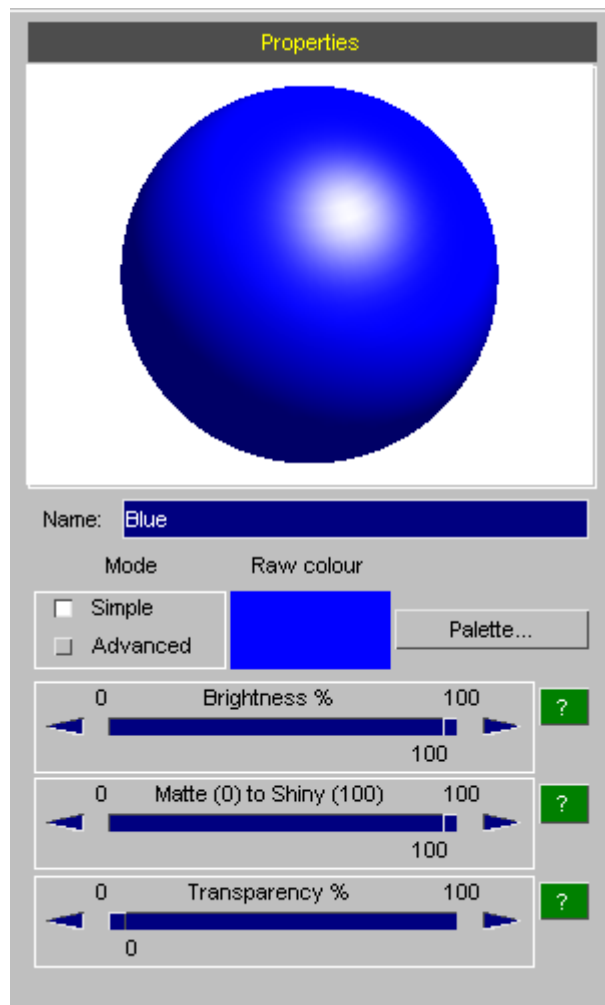 Properties
Name: Blue
Mode Raw colour
Simple
Advanced
Palette...
0 Brightness % 100
?
100
0 Matte (0) to Shiny (100) 100
?
100
0 Transparency % 100
?
0